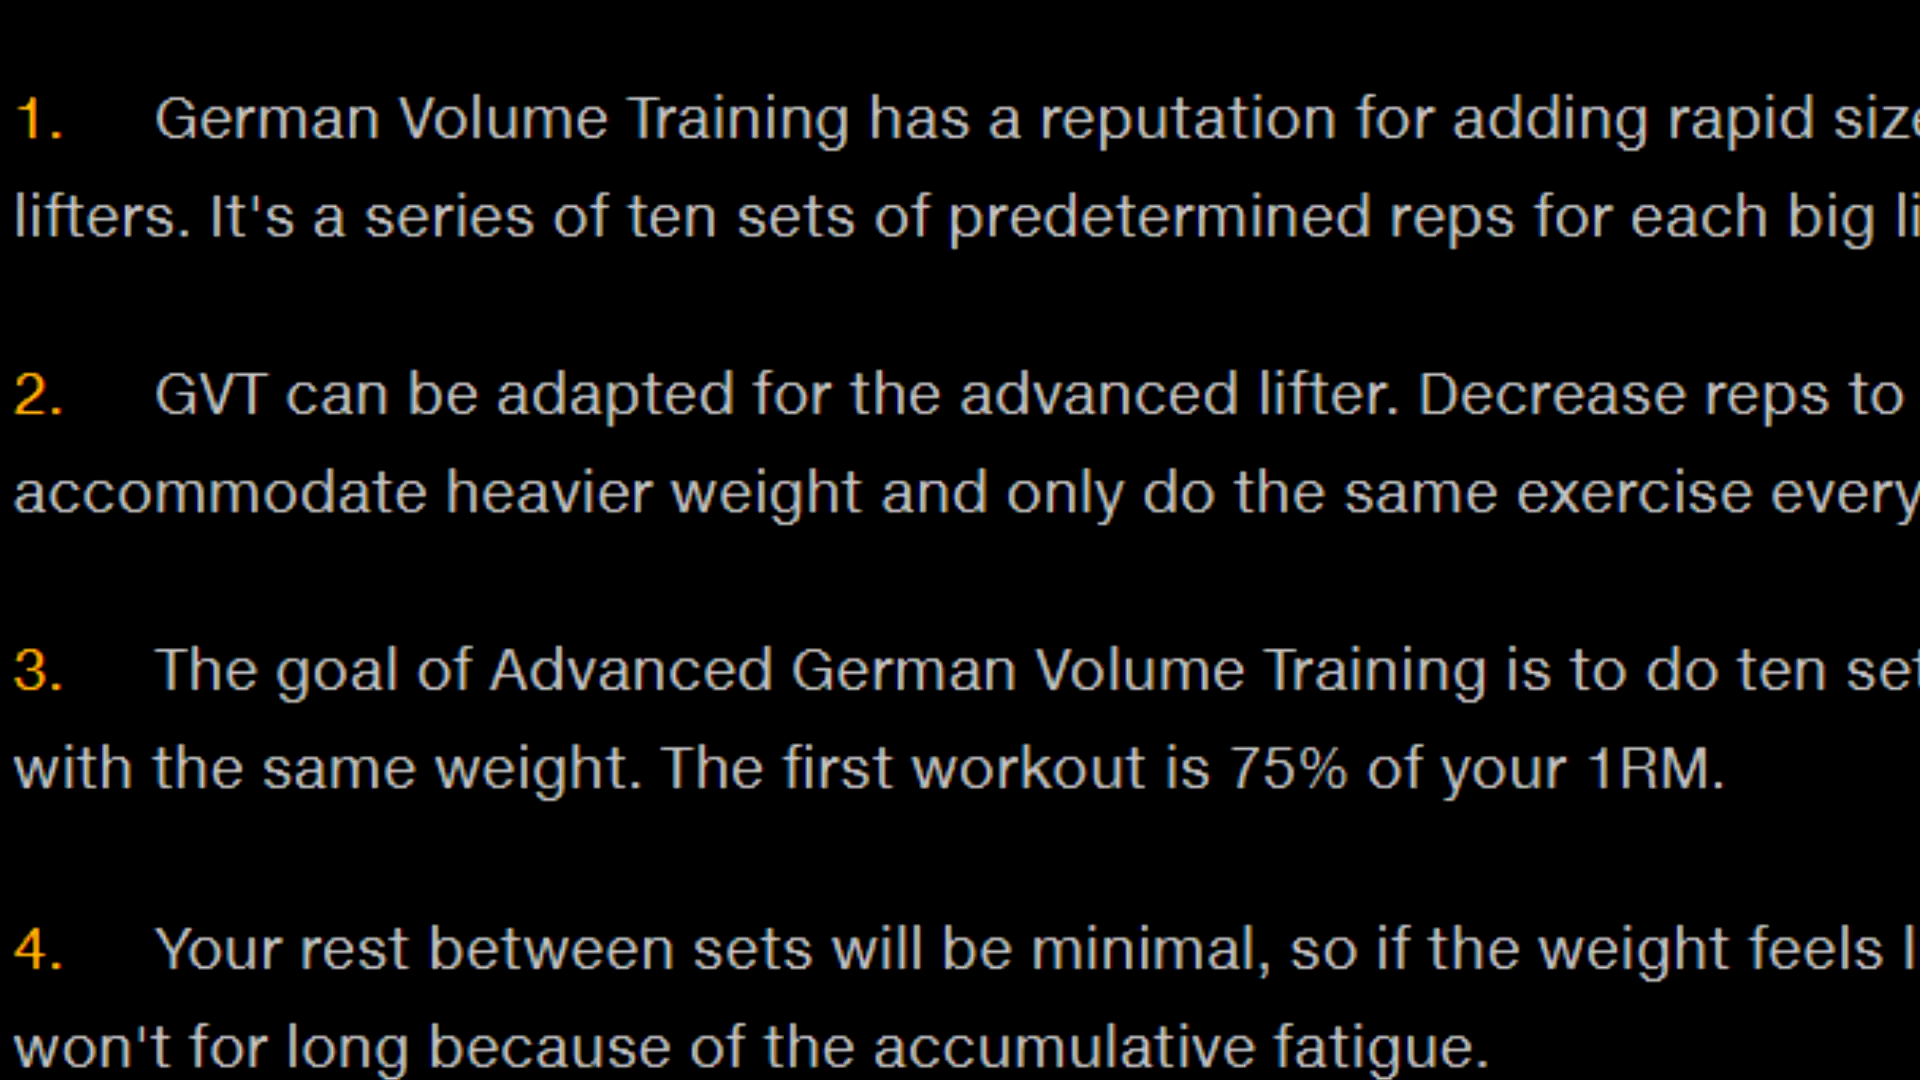 1. German Volume Training has a reputation for adding rapid
lifters. It's a series of ten sets of predetermined reps for each big
2. GVT can be adapted for the advanced lifter. Decrease reps to
accommodate heavier weight and only do the same exercise every
3. The goal of Advanced German Volume Training is to do ten
with the same weight. The first workout is 75% of your 1RM.
4. Your rest between sets will be minimal, so if the weight feels
won't for long because of the accumulative fatigue.